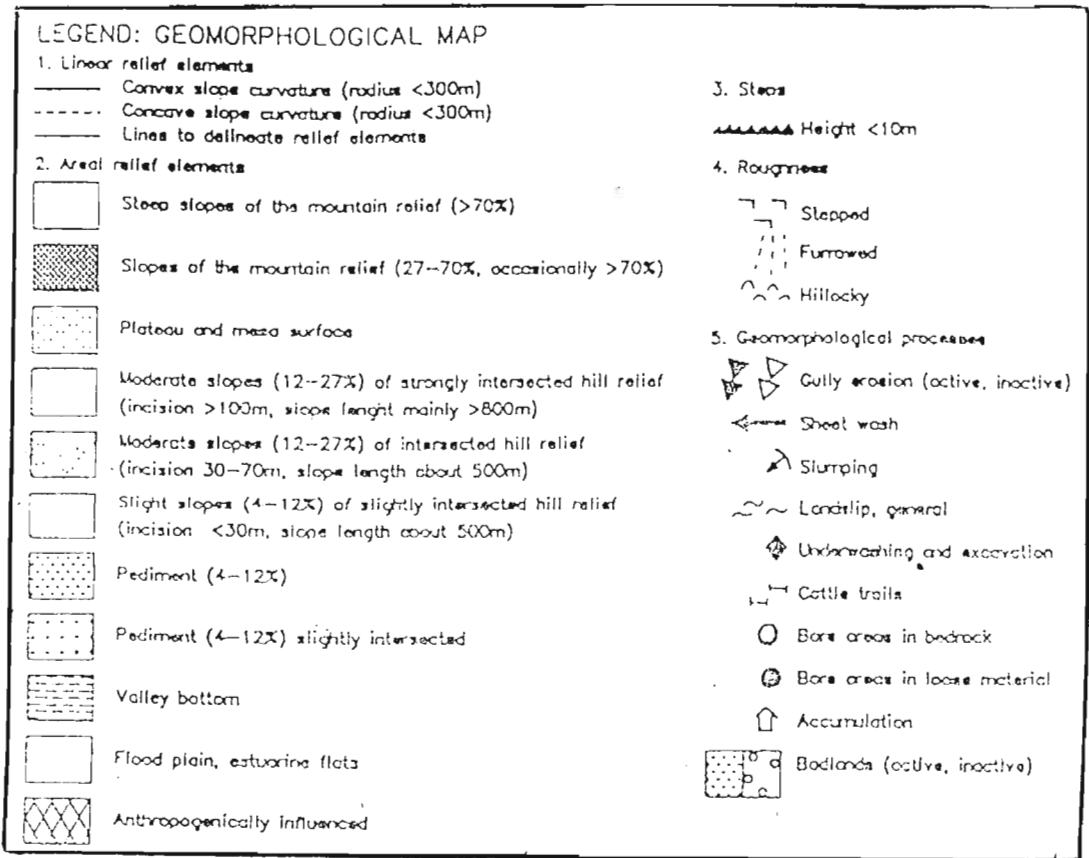 LEGEND: GEOMORPHOLOGICAL MAP
1. Linear relief elements
Convex slope curvature (radius <300m)
Concave slope curvature (radius <300m)
Lines to delineate relief elements
2. Areal relief elements
Steep slopes of the mountain relief (>70%)
Slopes of the mountain relief (27-70%, occasionally >70%)
Plateau and mesa surface
Moderate slopes (12-27%) of strongly intersected hill relief
(incision >100m, slope lenght mainly >800m)
Moderate slopes (12-27%) of intersected hill relief
(incision 30-70m, slope length about 500m)
Slight slopes (4-12%) of slightly intersected hill relief
(incision <30m, slope length about 500m)
Pediment (4-12%)
Pediment (4-12%) slightly intersected
Valley bottom
Flood plain, estuarine flats
Anthropogenically influenced
3. Steps
Height <10m
4. Roughness
Stepped
Furrowed
Hillocky
5. Geomorphological processes
Gully erosion (active, inactive)
Sheet wash
Slumping
Landslip, general
Underwashing and excavation
Cattle trails
Bare areas in bedrock
Bare areas in loose material
Accumulation
Badlands (active, inactive)